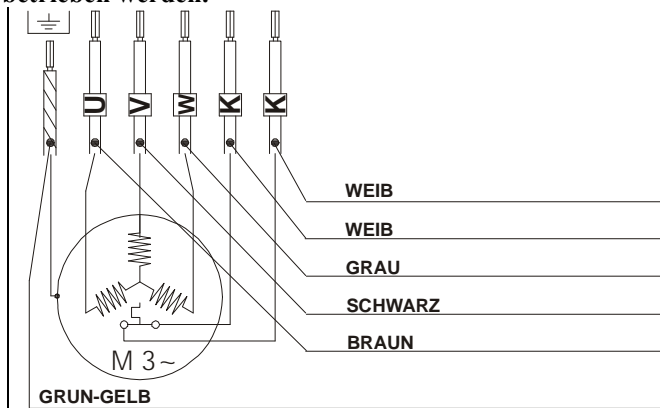 betrieben werden.
U V W K K
WEIB
WEIB
GRAU
SCHWARZ
BRAUN
M 3~
GRUN-GELB